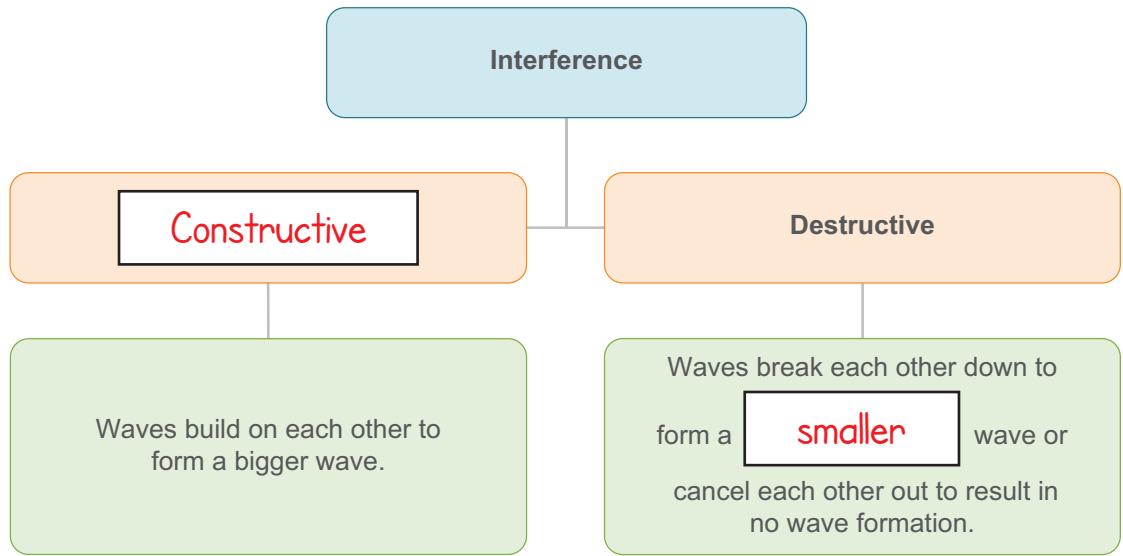 Interference
Constructive
Destructive
Waves build on each other to
form a bigger wave.
Waves break each other down to
form a smaller wave or
cancel each other out to result in
no wave formation.